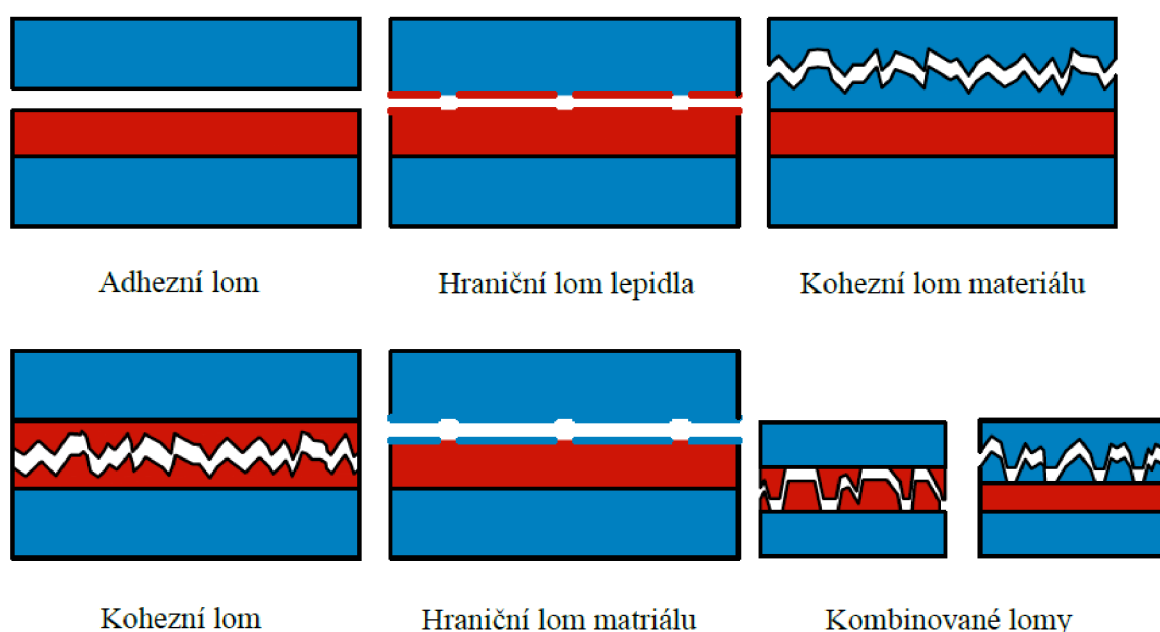 Adhezní lom
Hraniční lom lepidla
Kohezní lom materiálu
Kohezní lom
Hraniční lom matriálu
Kombinované lomy